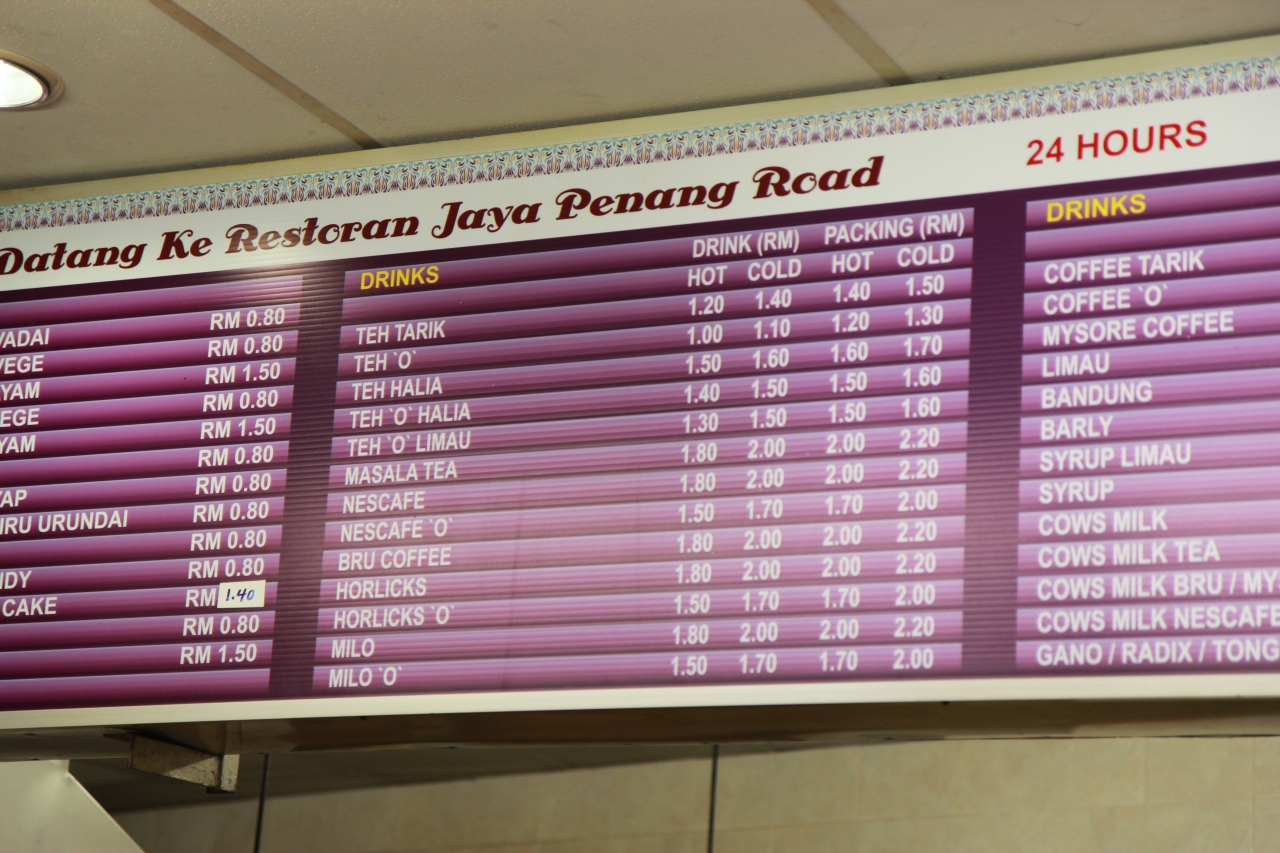 Datang Ke Restoran Jaya Penang Road
24 HOURS
VADAI RM 0.80
VEGE RM 0.80
RM 1.50
RM 0.80
RM 1.50
RM 0.80
RM 0.80
URUNDAI RM 0.80
RM 0.80
RM 0.80
CAKE RM 1.40
RM 0.80
RM 1.50
DRINKS DRINK (RM) PACKING (RM)
HOT COLD HOT COLD
TEH TARIK 1.20 1.40 1.40 1.50
TEH `O` 1.00 1.10 1.20 1.30
TEH HALIA 1.50 1.60 1.60 1.70
TEH `O` HALIA 1.40 1.50 1.50 1.60
TEH `O` LIMAU 1.30 1.50 1.50 1.60
MASALA TEA 1.80 2.00 2.00 2.20
NESCAFE 1.80 2.00 2.00 2.20
NESCAFE `O` 1.50 1.70 1.70 2.00
BRU COFFEE 1.80 2.00 2.00 2.20
HORLICKS 1.80 2.00 2.00 2.20
HORLICKS `O` 1.50 1.70 1.70 2.00
MILO 1.80 2.00 2.00 2.20
MILO `O` 1.50 1.70 1.70 2.00
DRINKS
COFFEE TARIK
COFFEE `O`
MYSORE COFFEE
LIMAU
BANDUNG
BARLY
SYRUP LIMAU
SYRUP
COWS MILK
COWS MILK TEA
COWS MILK BRU /
COWS MILK NESCAFE
GANO / RADIX /